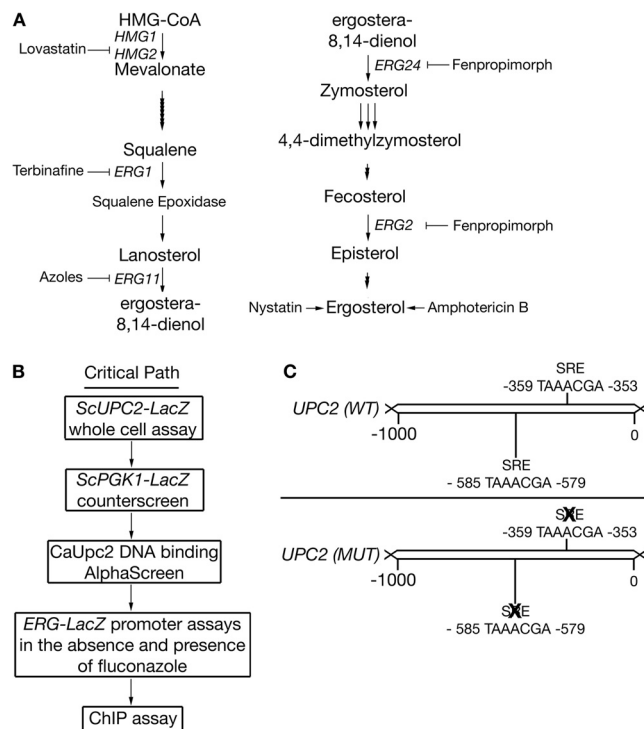 A
HMG-CoA
HMG1
Lovastatin
HMG2
Mevalonate
Squalene
Terbinafine
ERG1
Squalene Epoxidase
Lanosterol
Azoles
ERG11
ergostera-
8,14-dienol
ergostera-
8,14-dienol
ERG24
Fenpropimorph
Zymosterol
4,4-dimethylzymosterol
Fecosterol
ERG2
Fenpropimorph
Episterol
Nystatin
Ergosterol
Amphotericin B
B
Critical Path
ScUPC2-LacZ
whole cell assay
ScPGK1-LacZ
counterscreen
CaUpc2 DNA binding
AlphaScreen
ERG-LacZ promoter assays
in the absence and presence
of fluconazole
ChIP assay
C
SRE
-359 TAAACGA -353
UPC2 (WT)
-1000
0
SRE
- 585 TAAACGA -579
SRE
-359 TAAACGA -353
UPC2 (MUT)
-1000
0
SRE
- 585 TAAACGA -579